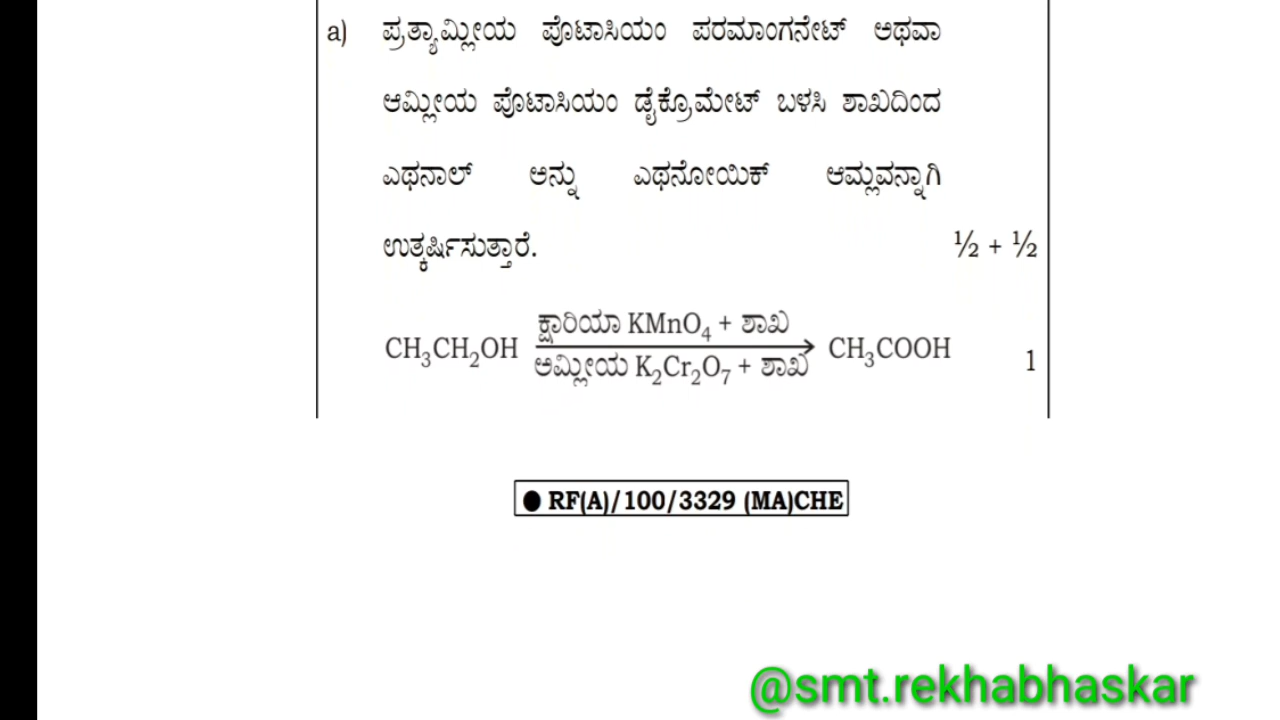 a) ಪ್ರತ್ಯಾಮ್ಲೀಯ ಪೊಟಾಸಿಯಂ ಪರಮಾಂಗನೇಟ್ ಅಥವಾ
ಆಮ್ಲೀಯ ಪೊಟಾಸಿಯಂ ಡೈಕ್ರೊಮೇಟ್ ಬಳಸಿ ಶಾಖದಿಂದ
ಎಥನಾಲ್ ಅನ್ನು ಎಥನೋಯಿಕ್ ಆಮ್ಲವನ್ನಾಗಿ
ಉತ್ಕರ್ಷಿಸುತ್ತಾರೆ. ½ + ½
ಕ್ಷಾರಿಯಾ KMnO₄ + ಶಾಖ
CH₃CH₂OH → CH₃COOH 1
ಅಮ್ಲೀಯ K₂Cr₂O₇ + ಶಾಖ
● RF(A)/100/3329 (MA)CHE
@smt.rekhabhaskar